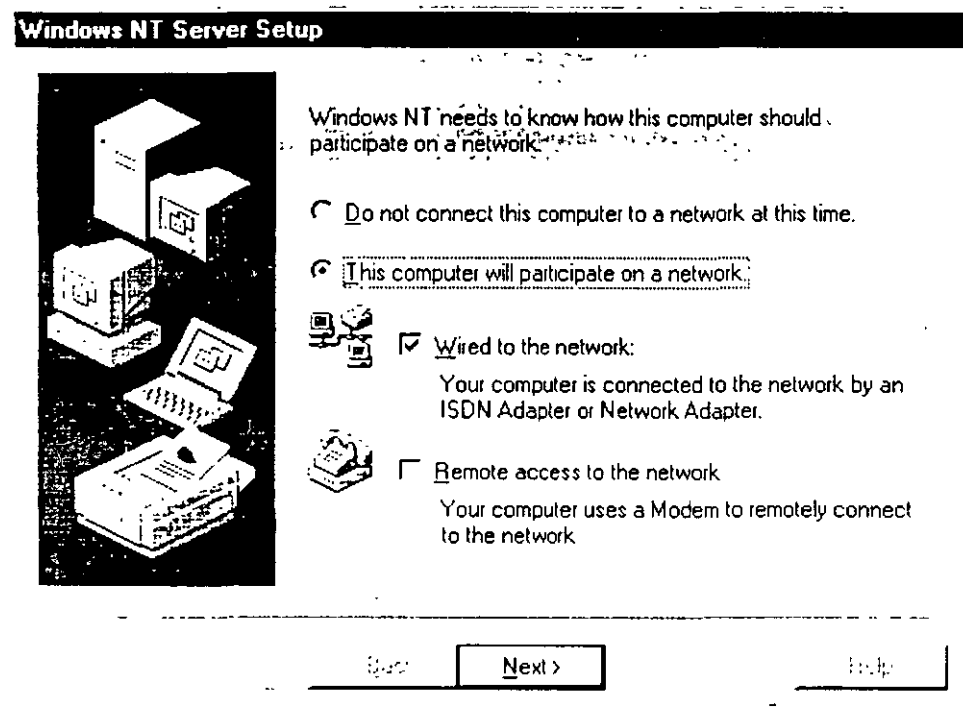 Windows NT Server Setup
Windows NT needs to know how this computer should
participate on a network.
Do not connect this computer to a network at this time.
This computer will participate on a network.
Wired to the network:
Your computer is connected to the network by an
ISDN Adapter or Network Adapter.
Remote access to the network
Your computer uses a Modem to remotely connect
to the network
Next >
Help